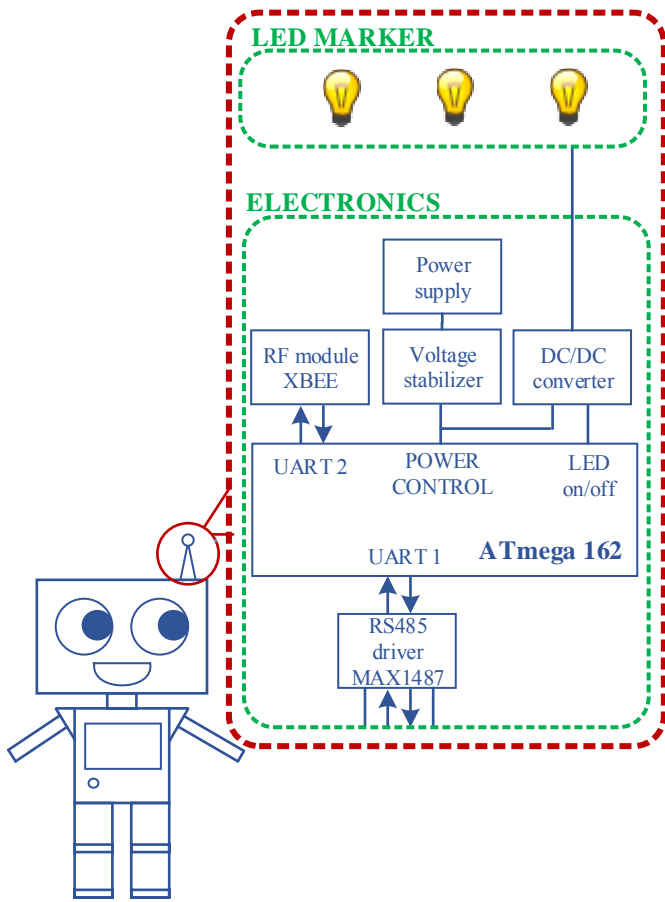 LED MARKER
ELECTRONICS
Power
supply
RF module
XBEE
Voltage
stabilizer
DC/DC
converter
UART 2
POWER
CONTROL
LED
on/off
UART 1
ATmega 162
RS485
driver
MAX1487